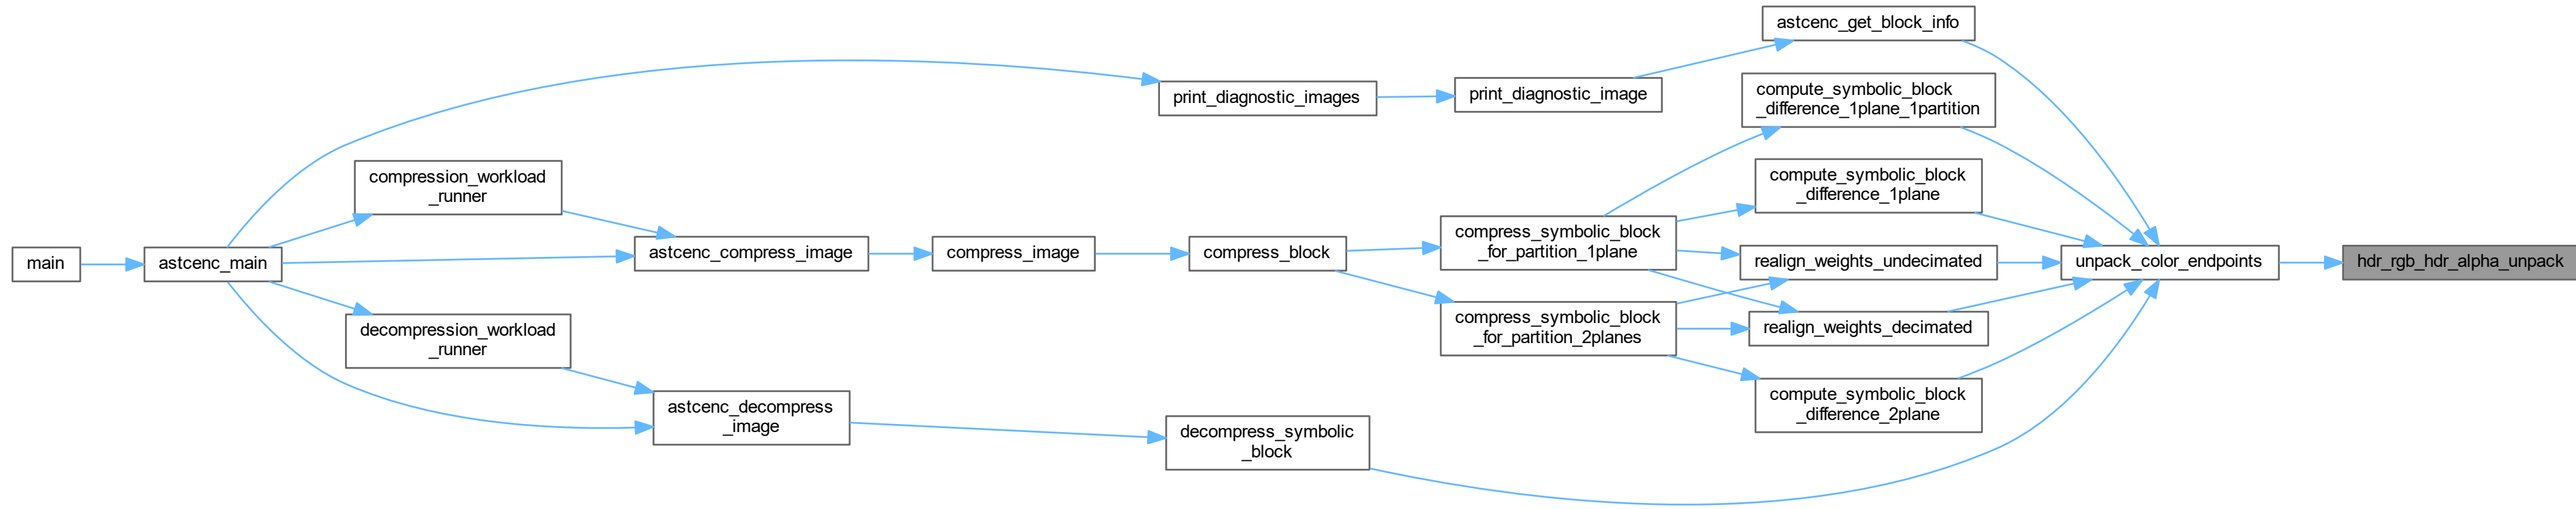 astcenc_get_block_info
print_diagnostic_images
print_diagnostic_image
compute_symbolic_block
_difference_1plane_1partition
compression_workload
_runner
compute_symbolic_block
_difference_1plane
main
astcenc_main
astcenc_compress_image
compress_image
compress_block
compress_symbolic_block
_for_partition_1plane
realign_weights_undecimated
unpack_color_endpoints
hdr_rgb_hdr_alpha_unpack
decompression_workload
_runner
compress_symbolic_block
_for_partition_2planes
realign_weights_decimated
astcenc_decompress
_image
decompress_symbolic
_block
compute_symbolic_block
_difference_2plane